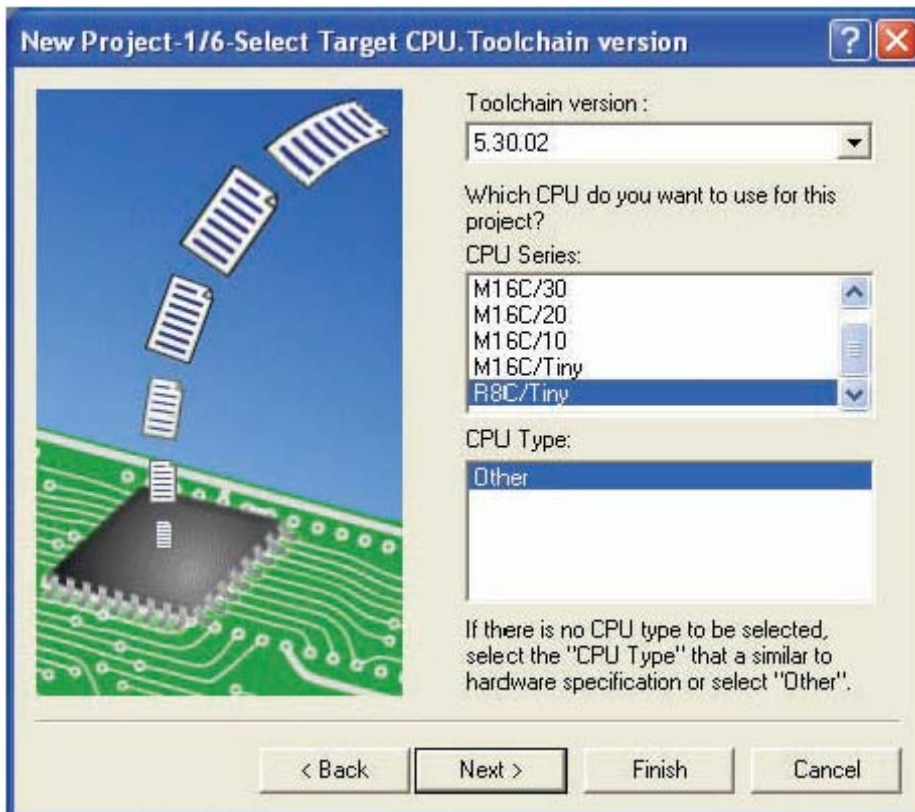 New Project-1/6-Select Target CPU.Toolchain version
Toolchain version :
5.30.02
Which CPU do you want to use for this
project?
CPU Series:
M16C/30
M16C/20
M16C/10
M16C/Tiny
R8C/Tiny
CPU Type:
Other
If there is no CPU type to be selected,
select the "CPU Type" that a similar to
hardware specification or select "Other".
< Back
Next >
Finish
Cancel